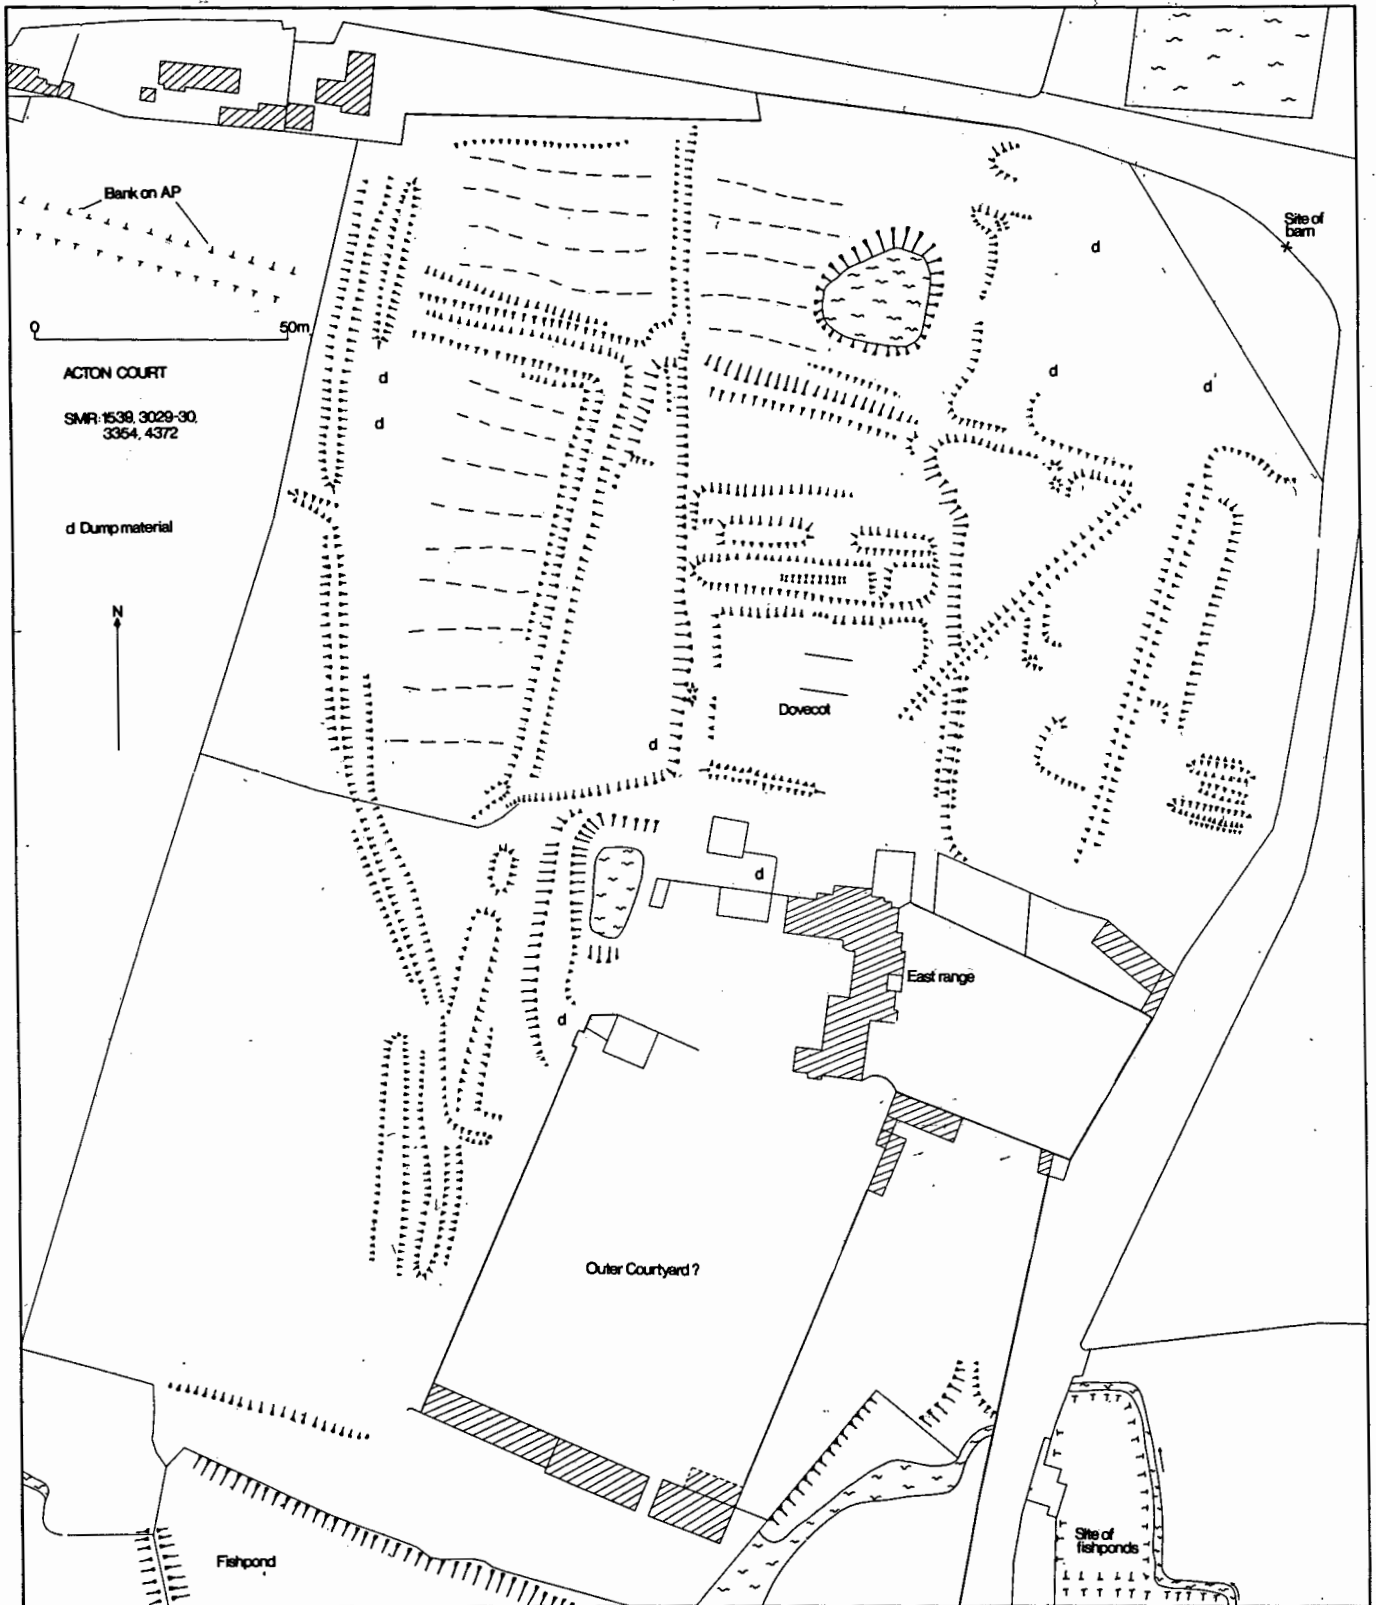 Bank on AP
Site of
barn
d
0 50m
ACTON COURT
d
d
d
d'
SMR: 1539, 3029-30,
3354, 4372
d
d Dump material
N
Dovecot
d
d
East range
d
Outer Courtyard ?
Site of
fishponds
Fishpond